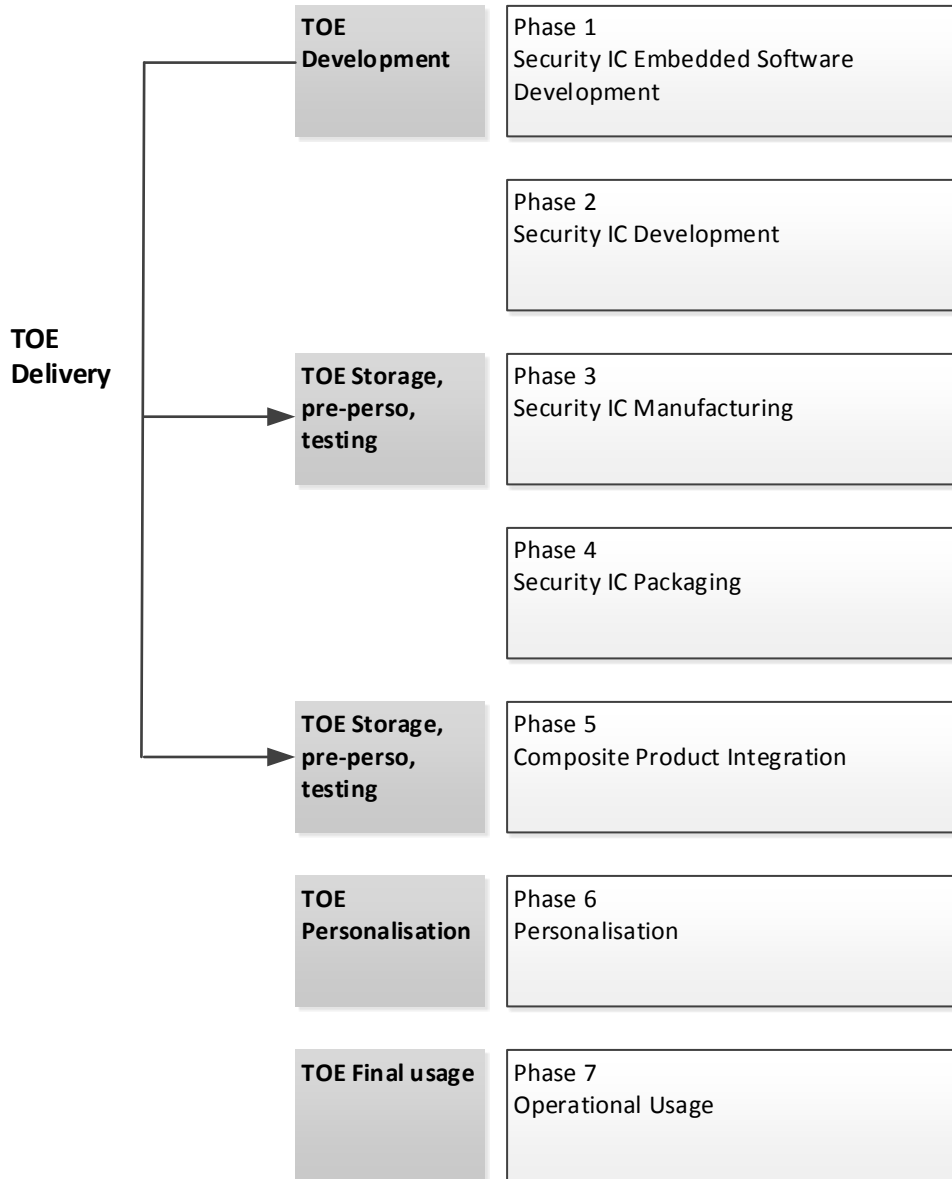 TOE
Development
Phase 1
Security IC Embedded Software
Development
Phase 2
Security IC Development
TOE
Delivery
TOE Storage,
pre-perso,
testing
Phase 3
Security IC Manufacturing
Phase 4
Security IC Packaging
TOE Storage,
pre-perso,
testing
Phase 5
Composite Product Integration
TOE
Personalisation
Phase 6
Personalisation
TOE Final usage
Phase 7
Operational Usage